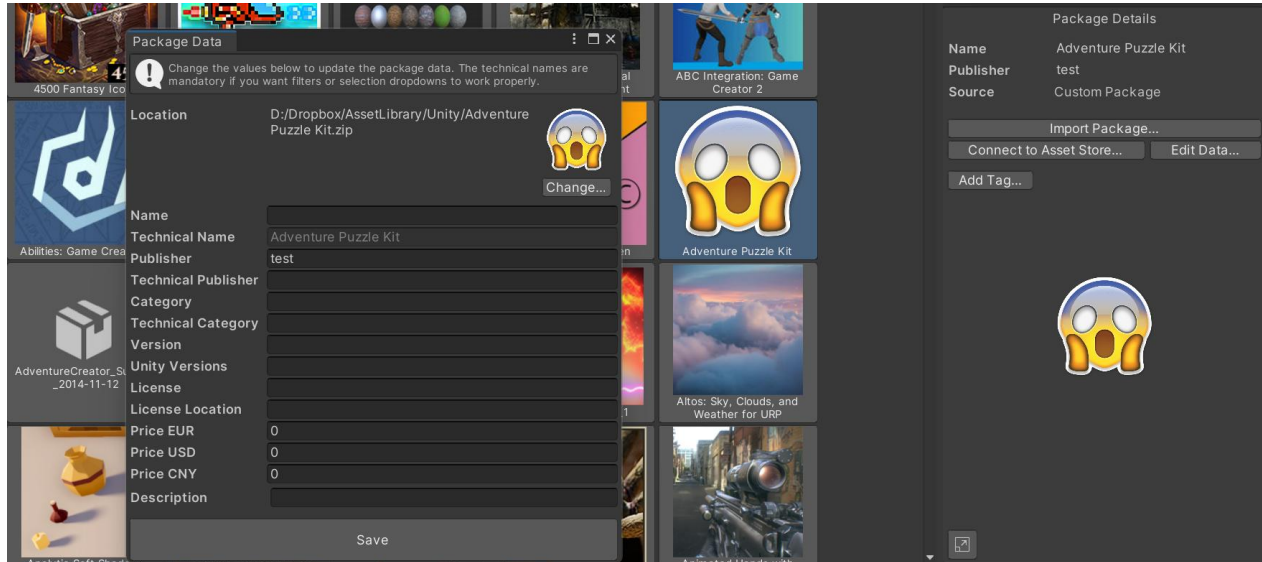 4500 Fantasy Ico
Package Data
Change the values below to update the package data. The technical names are
mandatory if you want filters or selection dropdowns to work properly.
Location
D:/Dropbox/AssetLibrary/Unity/Adventure
Puzzle Kit.zip
Change...
Name
Technical Name
Adventure Puzzle Kit
Publisher
test
Technical Publisher
Category
Technical Category
Version
Unity Versions
License
License Location
Price EUR
0
Price USD
0
Price CNY
0
Description
Save
Abilities: Game Crea
AdventureCreator_Su
_2014-11-12
ABC Integration: Game
Creator 2
Adventure Puzzle Kit
Altos: Sky, Clouds, and
Weather for URP
Package Details
Name
Adventure Puzzle Kit
Publisher
test
Source
Custom Package
Import Package...
Connect to Asset Store...
Edit Data...
Add Tag...